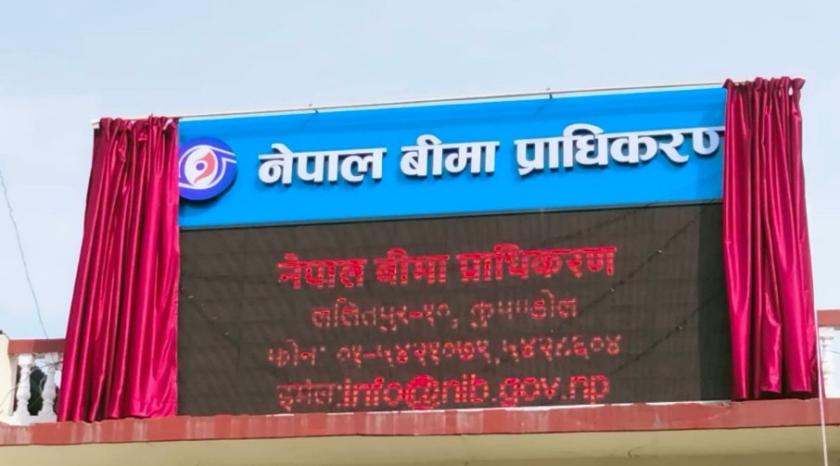 नेपाल बीमा प्राधिकरण
नेपाल बीमा प्राधिकरण
ललितपुर-१०, कुपण्डोल
फोन: ०१-५४२१०७९,५४२८६०४
इमेल:info@nib.gov.np